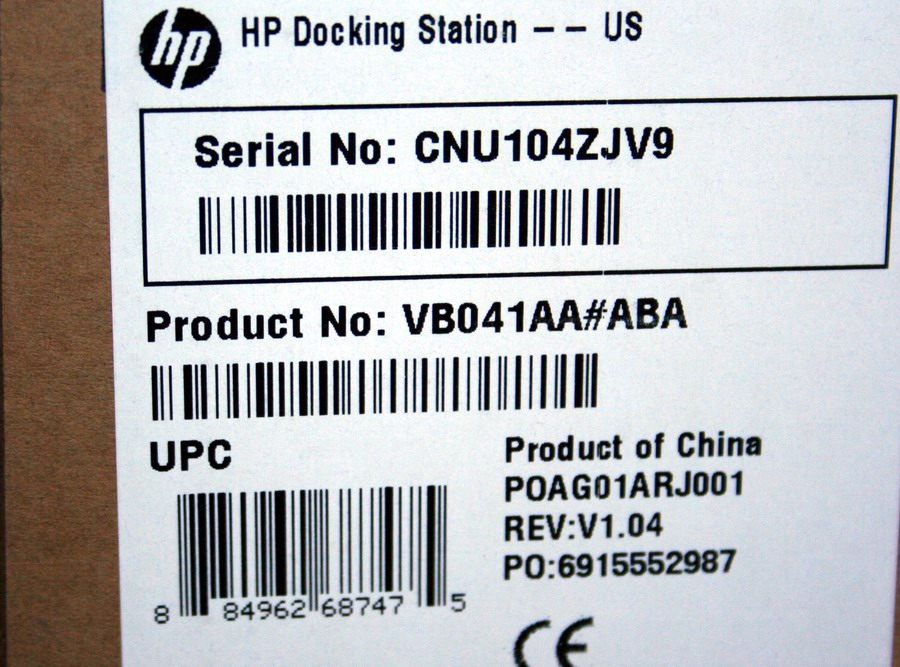 hp HP Docking Station -- US
Serial No: CNU104ZJV9
Product No: VB041AA#ABA
UPC
8 84962 68747 5
Product of China
POAG01ARJ001
REV:V1.04
PO:6915552987
CE